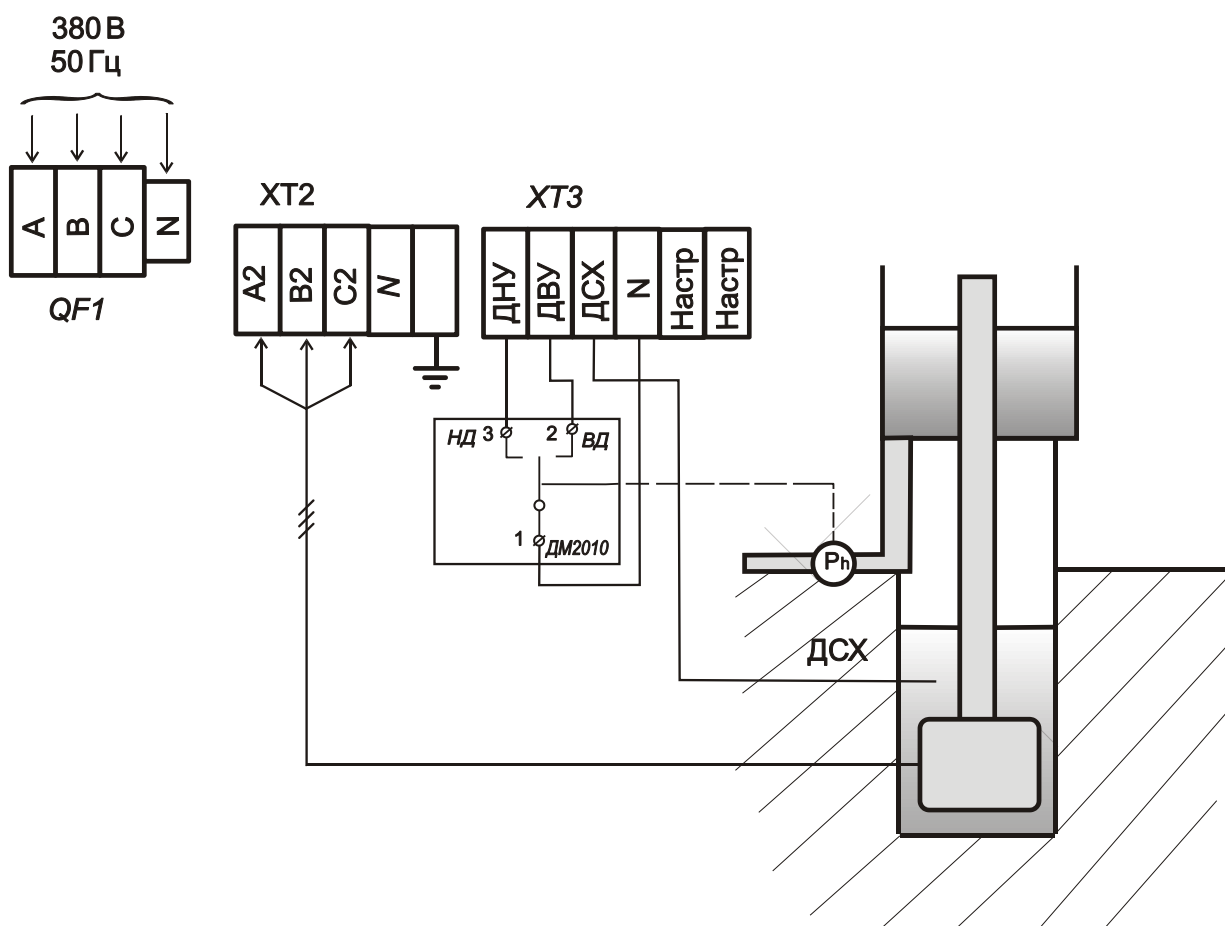 380 В
50 Гц
A
B
C
N
QF1
XT2
A2
B2
C2
N
XT3
ДНУ
ДВУ
ДСХ
N
Настр
Настр
НД 3
2 ВД
1 ДМ2010
Ph
ДСХ